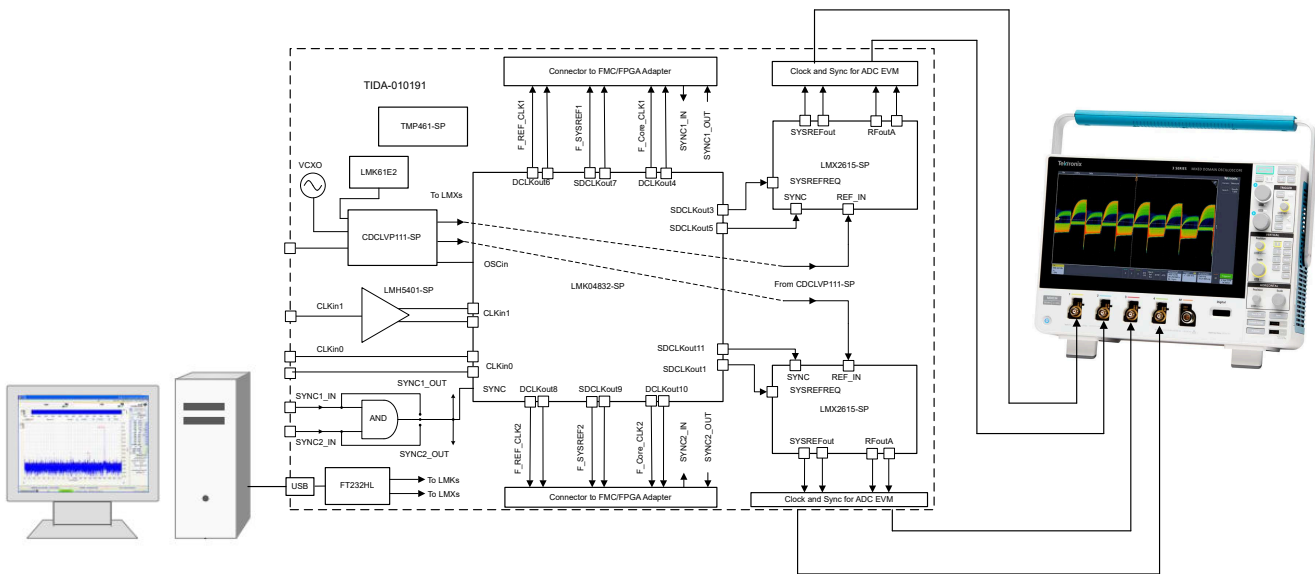 TIDA-010191
TMP461-SP
VCXO
LMK61E2
CDCLVP111-SP
To LMXs
OSCin
CLKin1
LMH5401-SP
CLKin1
CLKin0
CLKin0
SYNC1_IN
SYNC2_IN
AND
SYNC1_OUT
SYNC2_OUT
SYNC
USB
FT232HL
To LMKs
To LMXs
Connector to FMC/FPGA Adapter
F_REF_CLK1
F_SYSREF1
F_Core_CLK1
SYNC1_IN
SYNC1_OUT
DCLKout6
SDCLKout7
DCLKout4
LMK04832-SP
SDCLKout3
SDCLKout5
SDCLKout11
SDCLKout1
From CDCLVP111-SP
DCLKout8
SDCLKout9
DCLKout10
F_REF_CLK2
F_SYSREF2
F_Core_CLK2
SYNC2_IN
SYNC2_OUT
Connector to FMC/FPGA Adapter
Clock and Sync for ADC EVM
SYSREFout
RFoutA
LMX2615-SP
SYSREFREQ
SYNC
REF_IN
SYNC
REF_IN
SYSREFREQ
LMX2615-SP
SYSREFout
RFoutA
Clock and Sync for ADC EVM
Tektronix